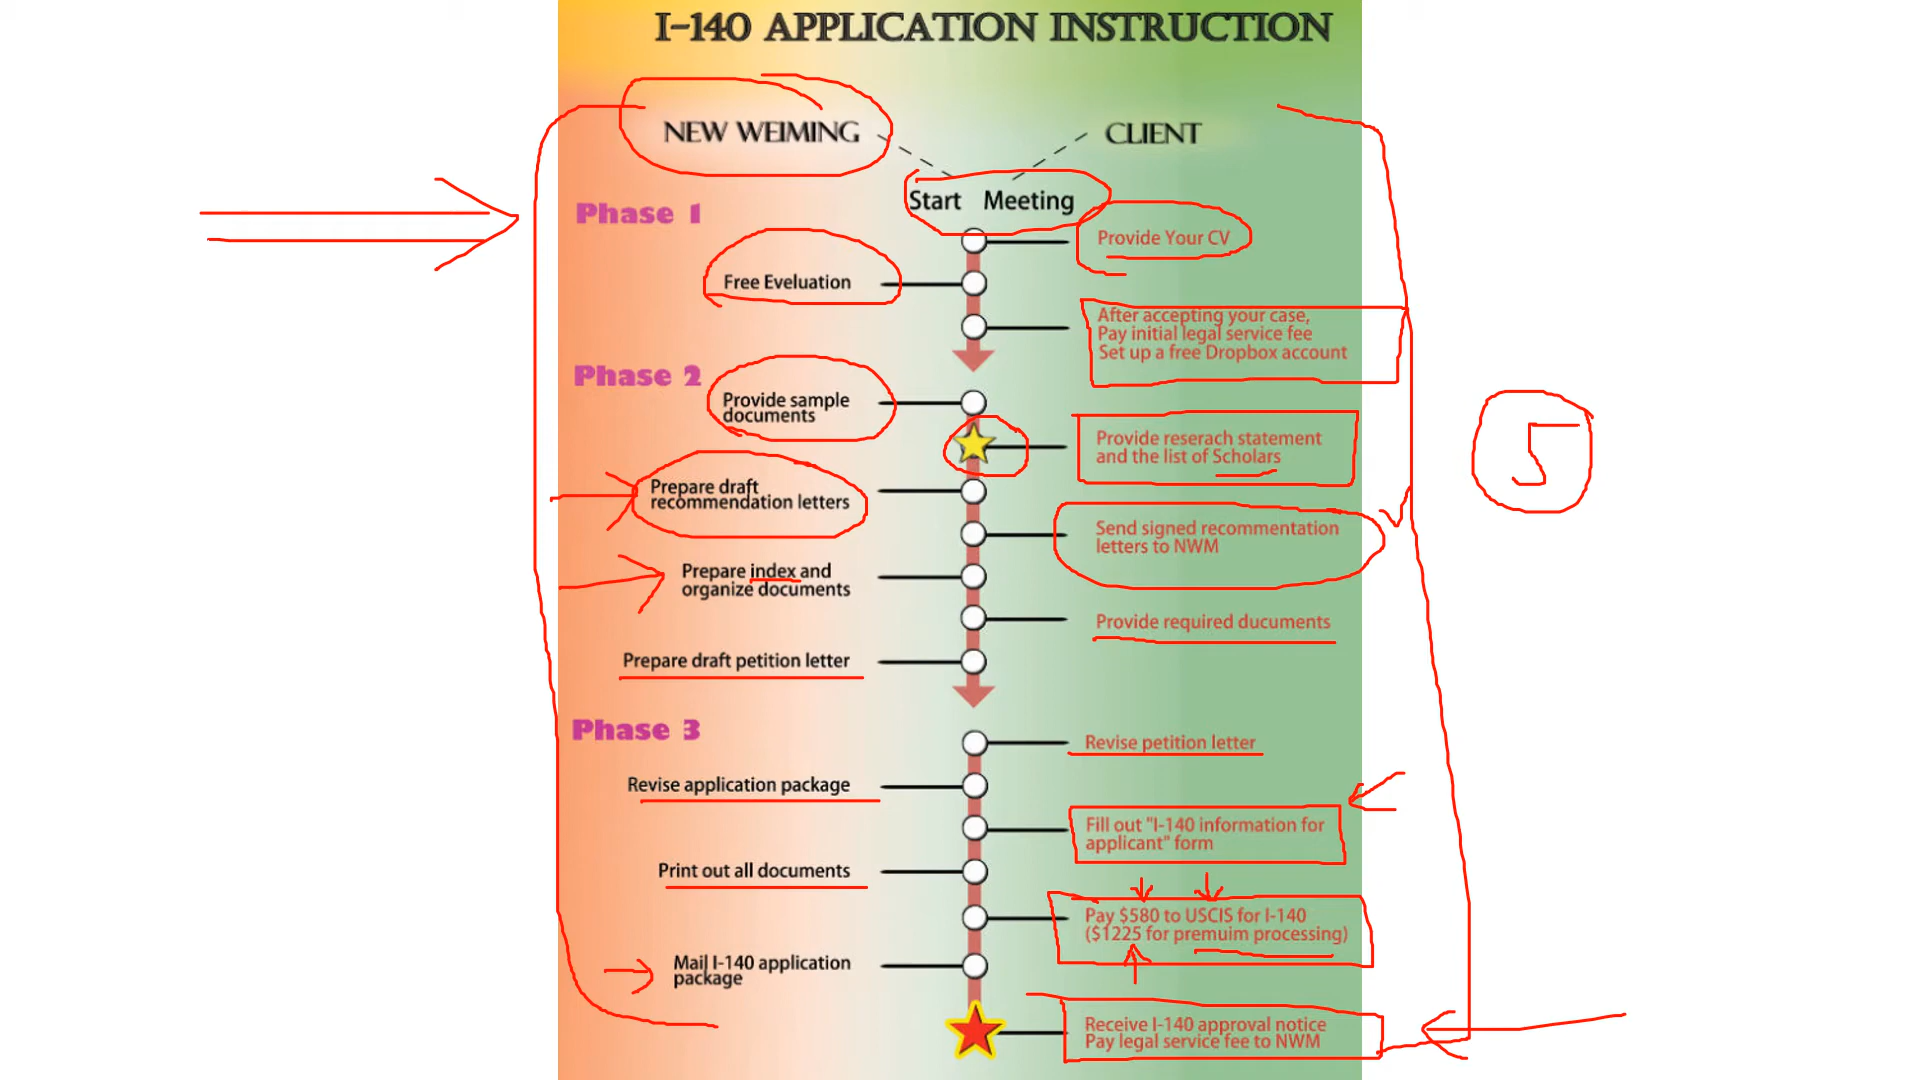 I-140 APPLICATION INSTRUCTION
NEW WEIMING
CLIENT
Start Meeting
Phase 1
Provide Your CV
Free Eveluation
After accepting your case,
Pay initial legal service fee
Set up a free Dropbox account
Phase 2
Provide sample
documents
Provide reserach statement
and the list of Scholars
5
Prepare draft
recommendation letters
Send signed recommentation
letters to NWM
Prepare index and
organize documents
Provide required ducuments
Prepare draft petition letter
Phase 3
Revise petition letter
Revise application package
Fill out "I-140 information for
applicant" form
Print out all documents
Pay $580 to USCIS for I-140
($1225 for premuim processing)
Mail I-140 application
package
Receive I-140 approval notice
Pay legal service fee to NWM